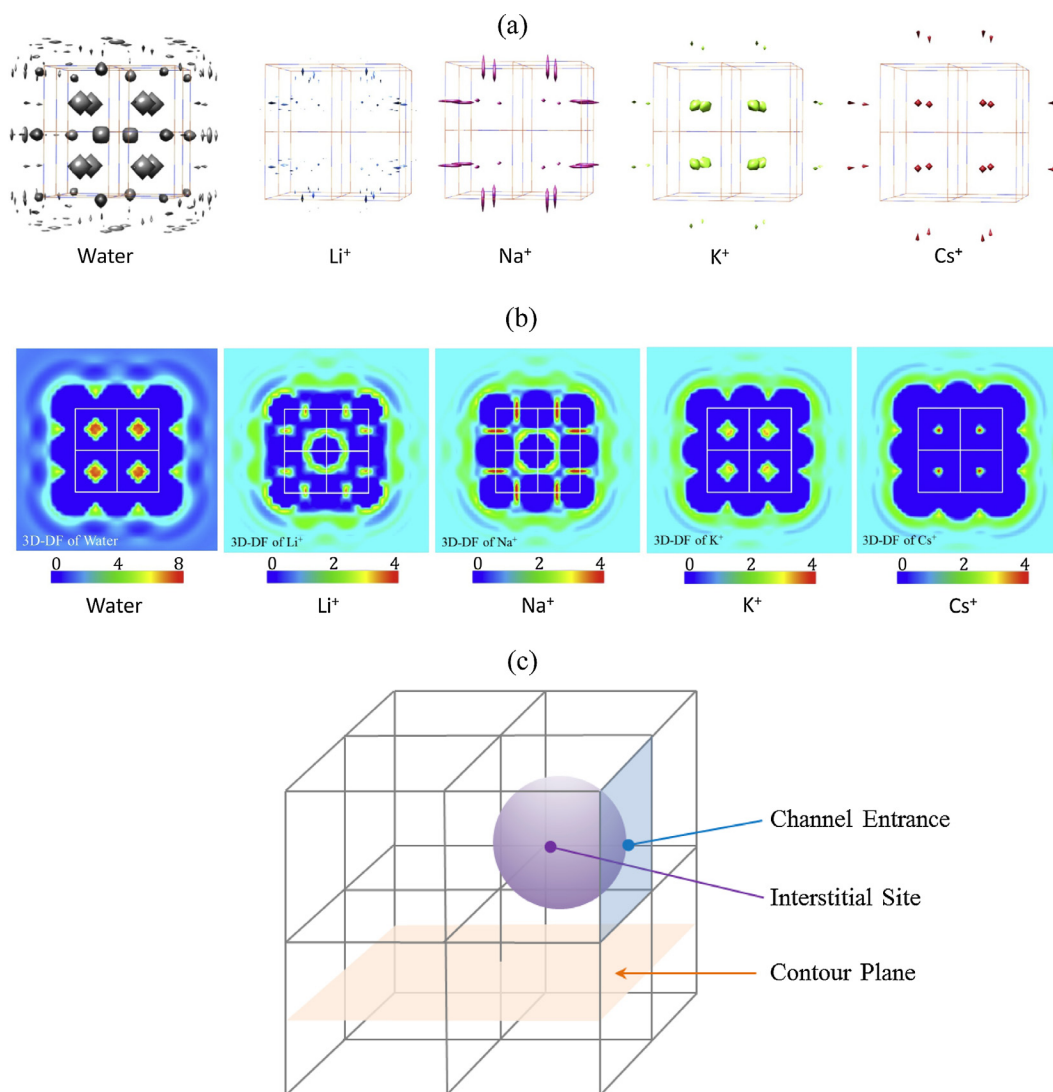 (a)
Water Li⁺ Na⁺ K⁺ Cs⁺
(b)
3D-DF of Water 3D-DF of Li⁺ 3D-DF of Na⁺ 3D-DF of K⁺ 3D-DF of Cs⁺
0 4 8 0 2 4 0 2 4 0 2 4 0 2 4
Water Li⁺ Na⁺ K⁺ Cs⁺
(c)
Channel Entrance
Interstitial Site
Contour Plane